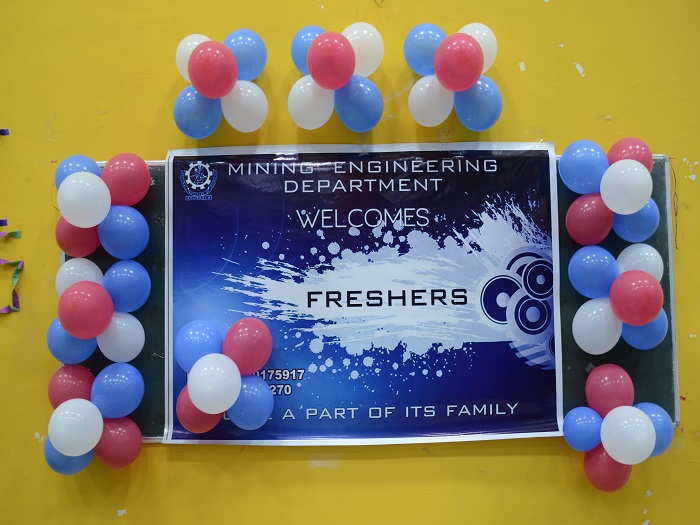 MINING ENGINEERING
DEPARTMENT
WELCOMES
FRESHERS
175917
270
A PART OF ITS FAMILY